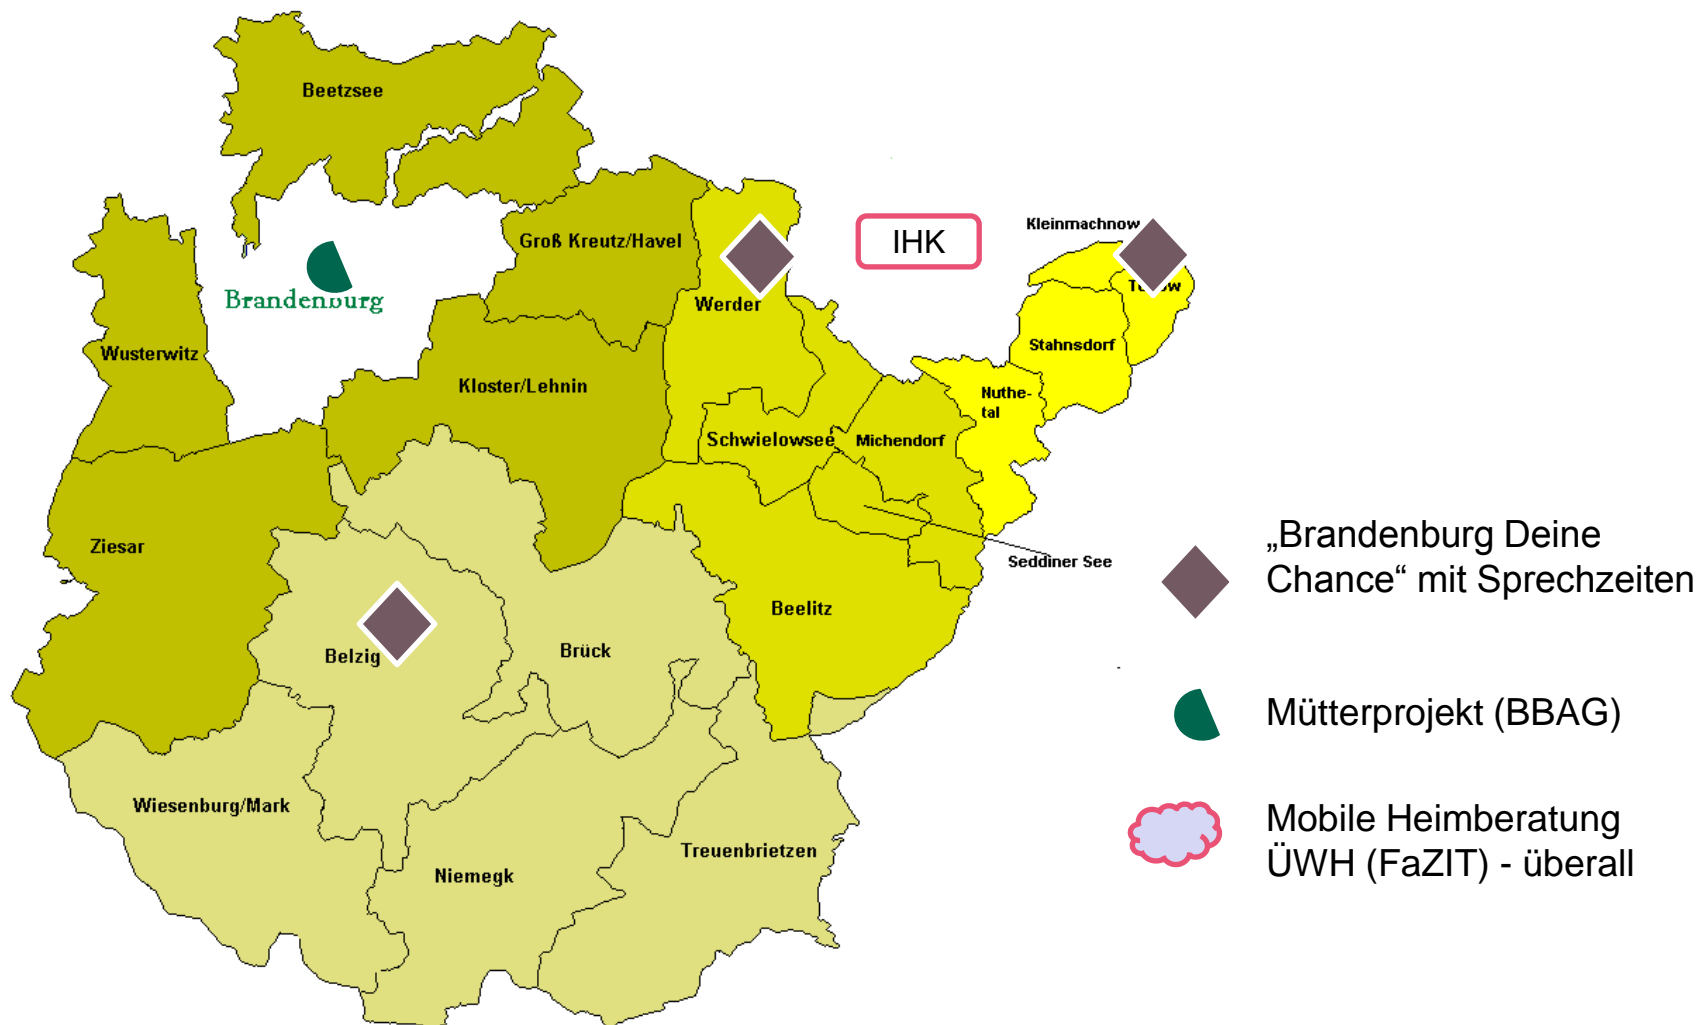 Beetzsee
Kleinmachnow
Groß Kreutz/Havel
IHK
Brandenburg
Werder
Stahnsdorf
Wusterwitz
Kloster/Lehnin
Nuthe-
tal
Schwielowsee
Michendorf
Ziesar
Seddiner See
Beelitz
Belzig
Brück
Wiesenburg/Mark
Treuenbrietzen
Niemegk
„Brandenburg Deine
Chance“ mit Sprechzeiten
Mütterprojekt (BBAG)
Mobile Heimberatung
ÜWH (FaZIT) - überall